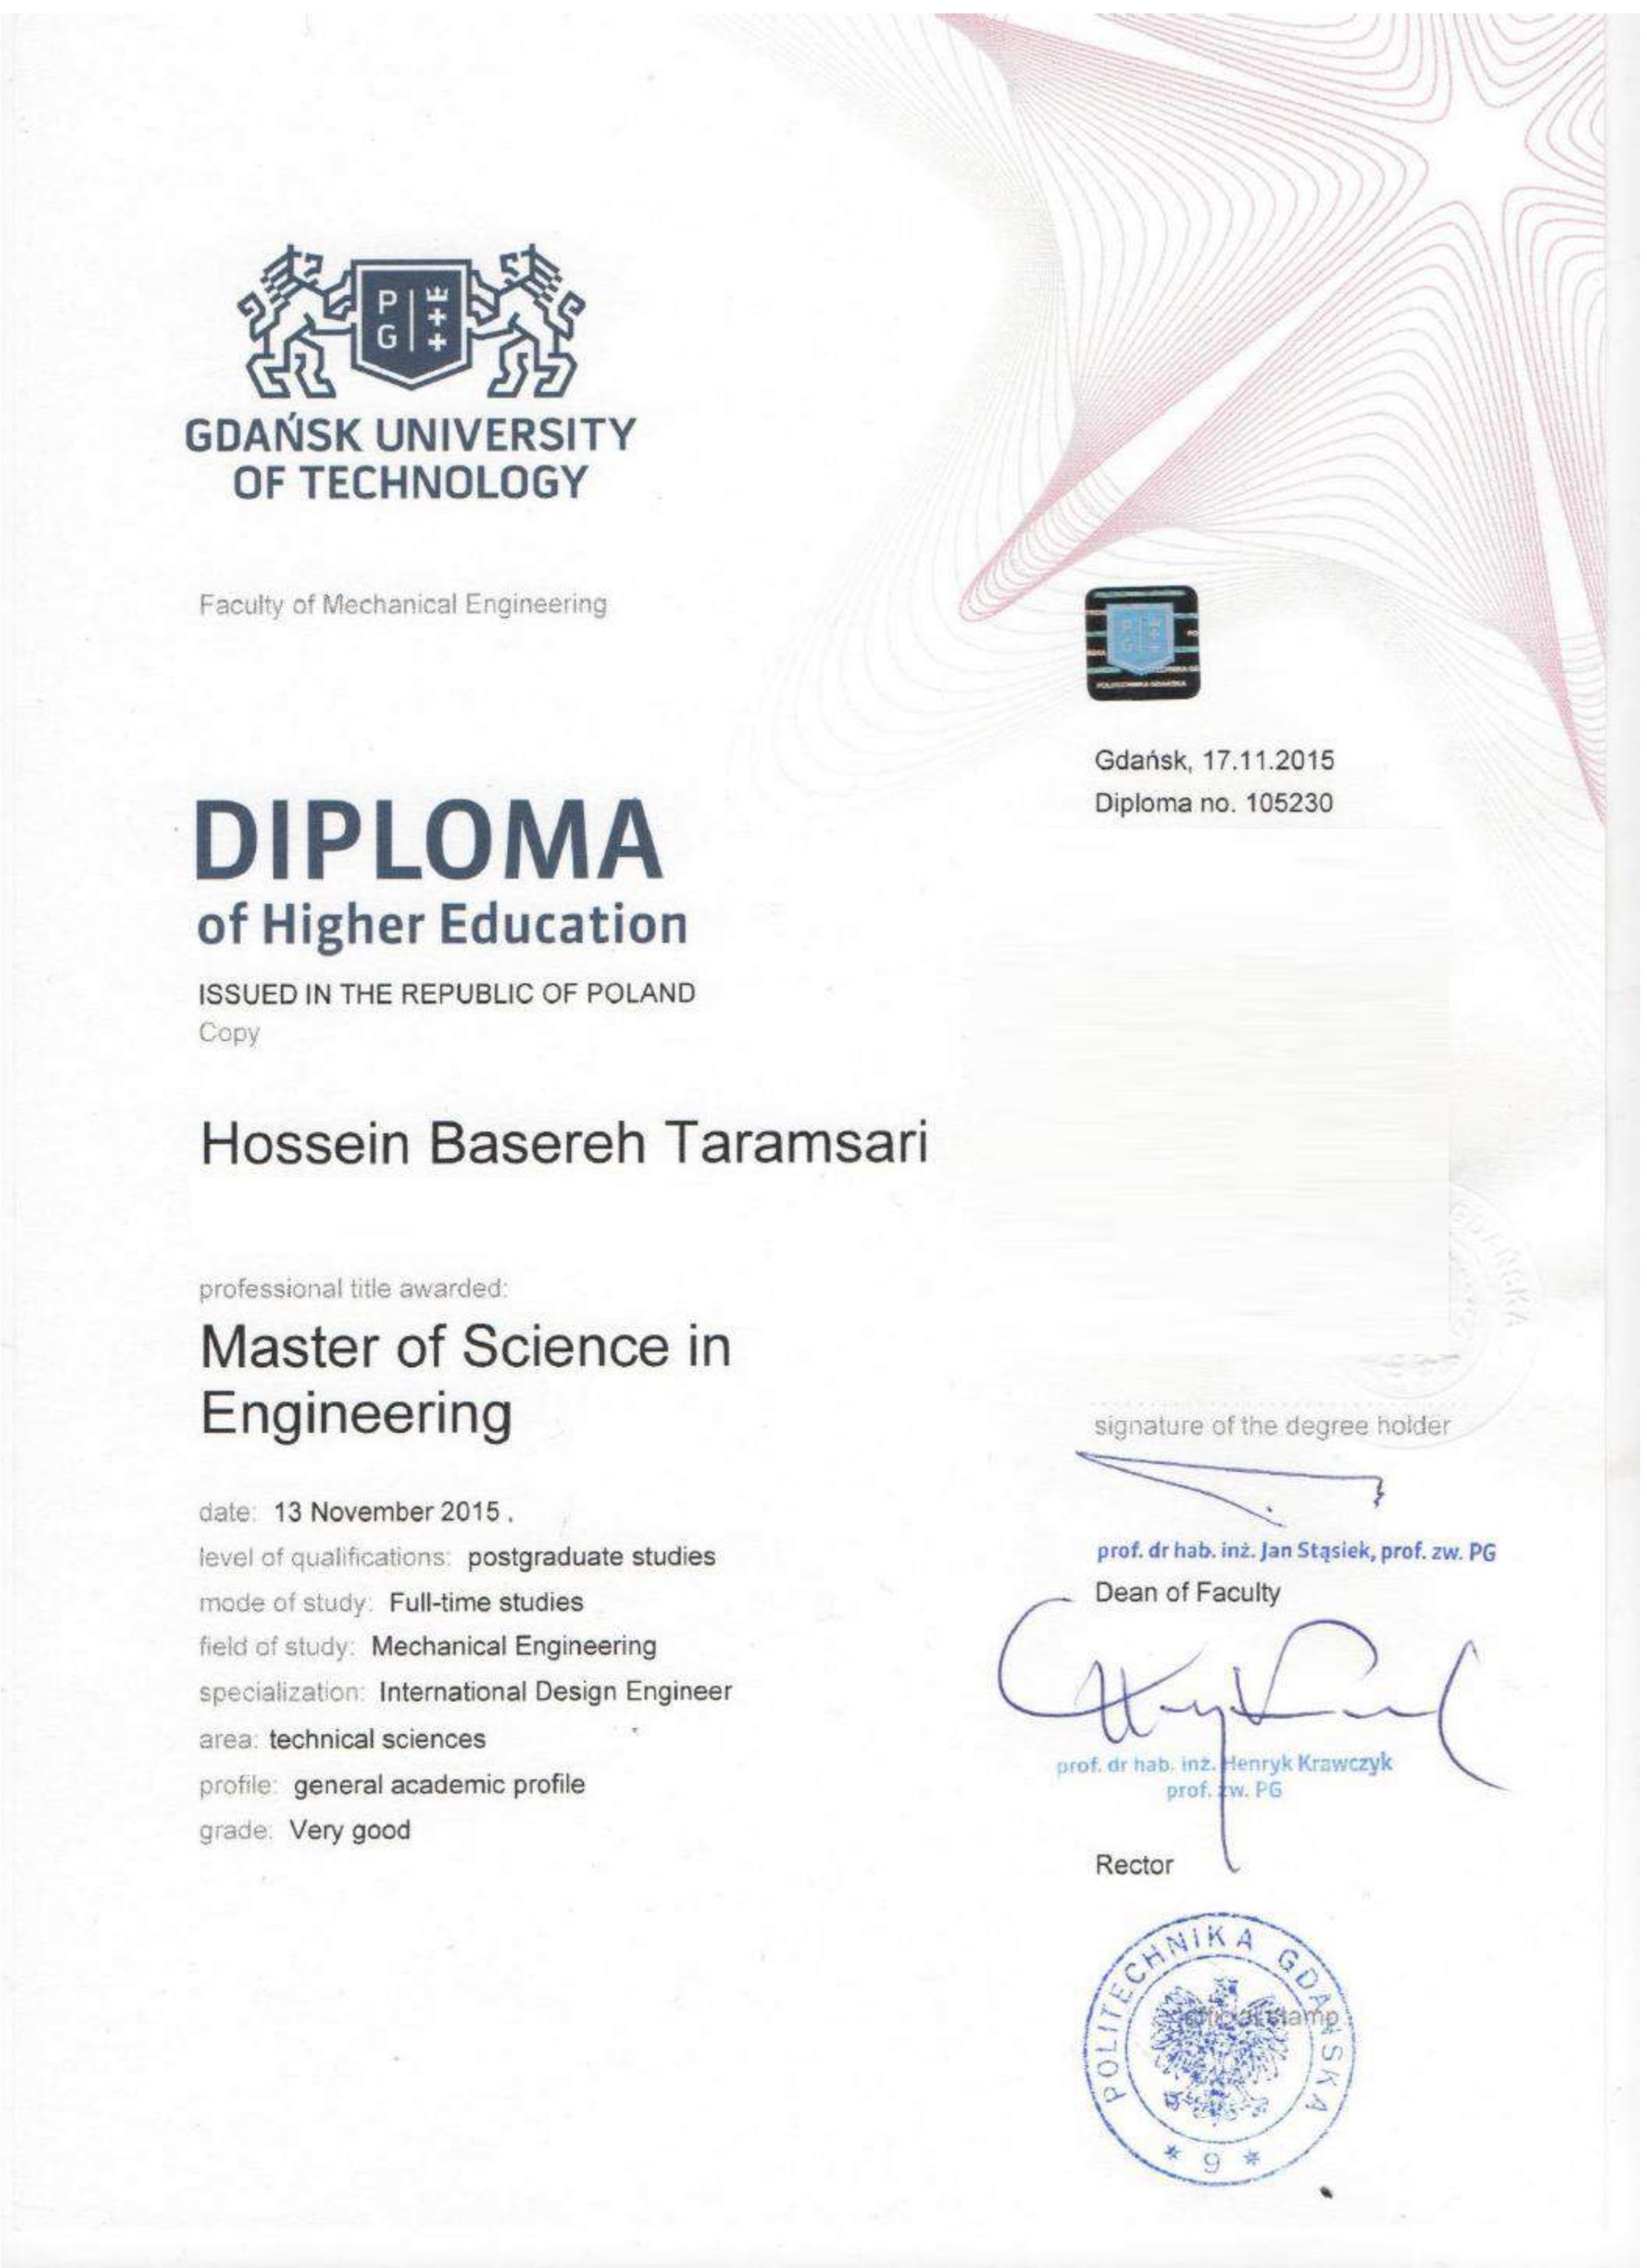 P G
GDAŃSK UNIVERSITY
OF TECHNOLOGY
Faculty of Mechanical Engineering
POLITECHNIKA GDAŃSKA
Gdańsk, 17.11.2015
Diploma no. 105230
DIPLOMA
of Higher Education
ISSUED IN THE REPUBLIC OF POLAND
Copy
Hossein Basereh Taramsari
professional title awarded:
Master of Science in
Engineering
date: 13 November 2015 .
level of qualifications: postgraduate studies
mode of study: Full-time studies
field of study: Mechanical Engineering
specialization: International Design Engineer
area: technical sciences
profile: general academic profile
grade: Very good
GDAŃSKA
signature of the degree holder
prof. dr hab. inż. Jan Stąsiek, prof. zw. PG
Dean of Faculty
prof. dr hab. inż. Henryk Krawczyk
prof. zw. PG
Rector
POLITECHNIKA GDAŃSKA
official stamp
* 9 *